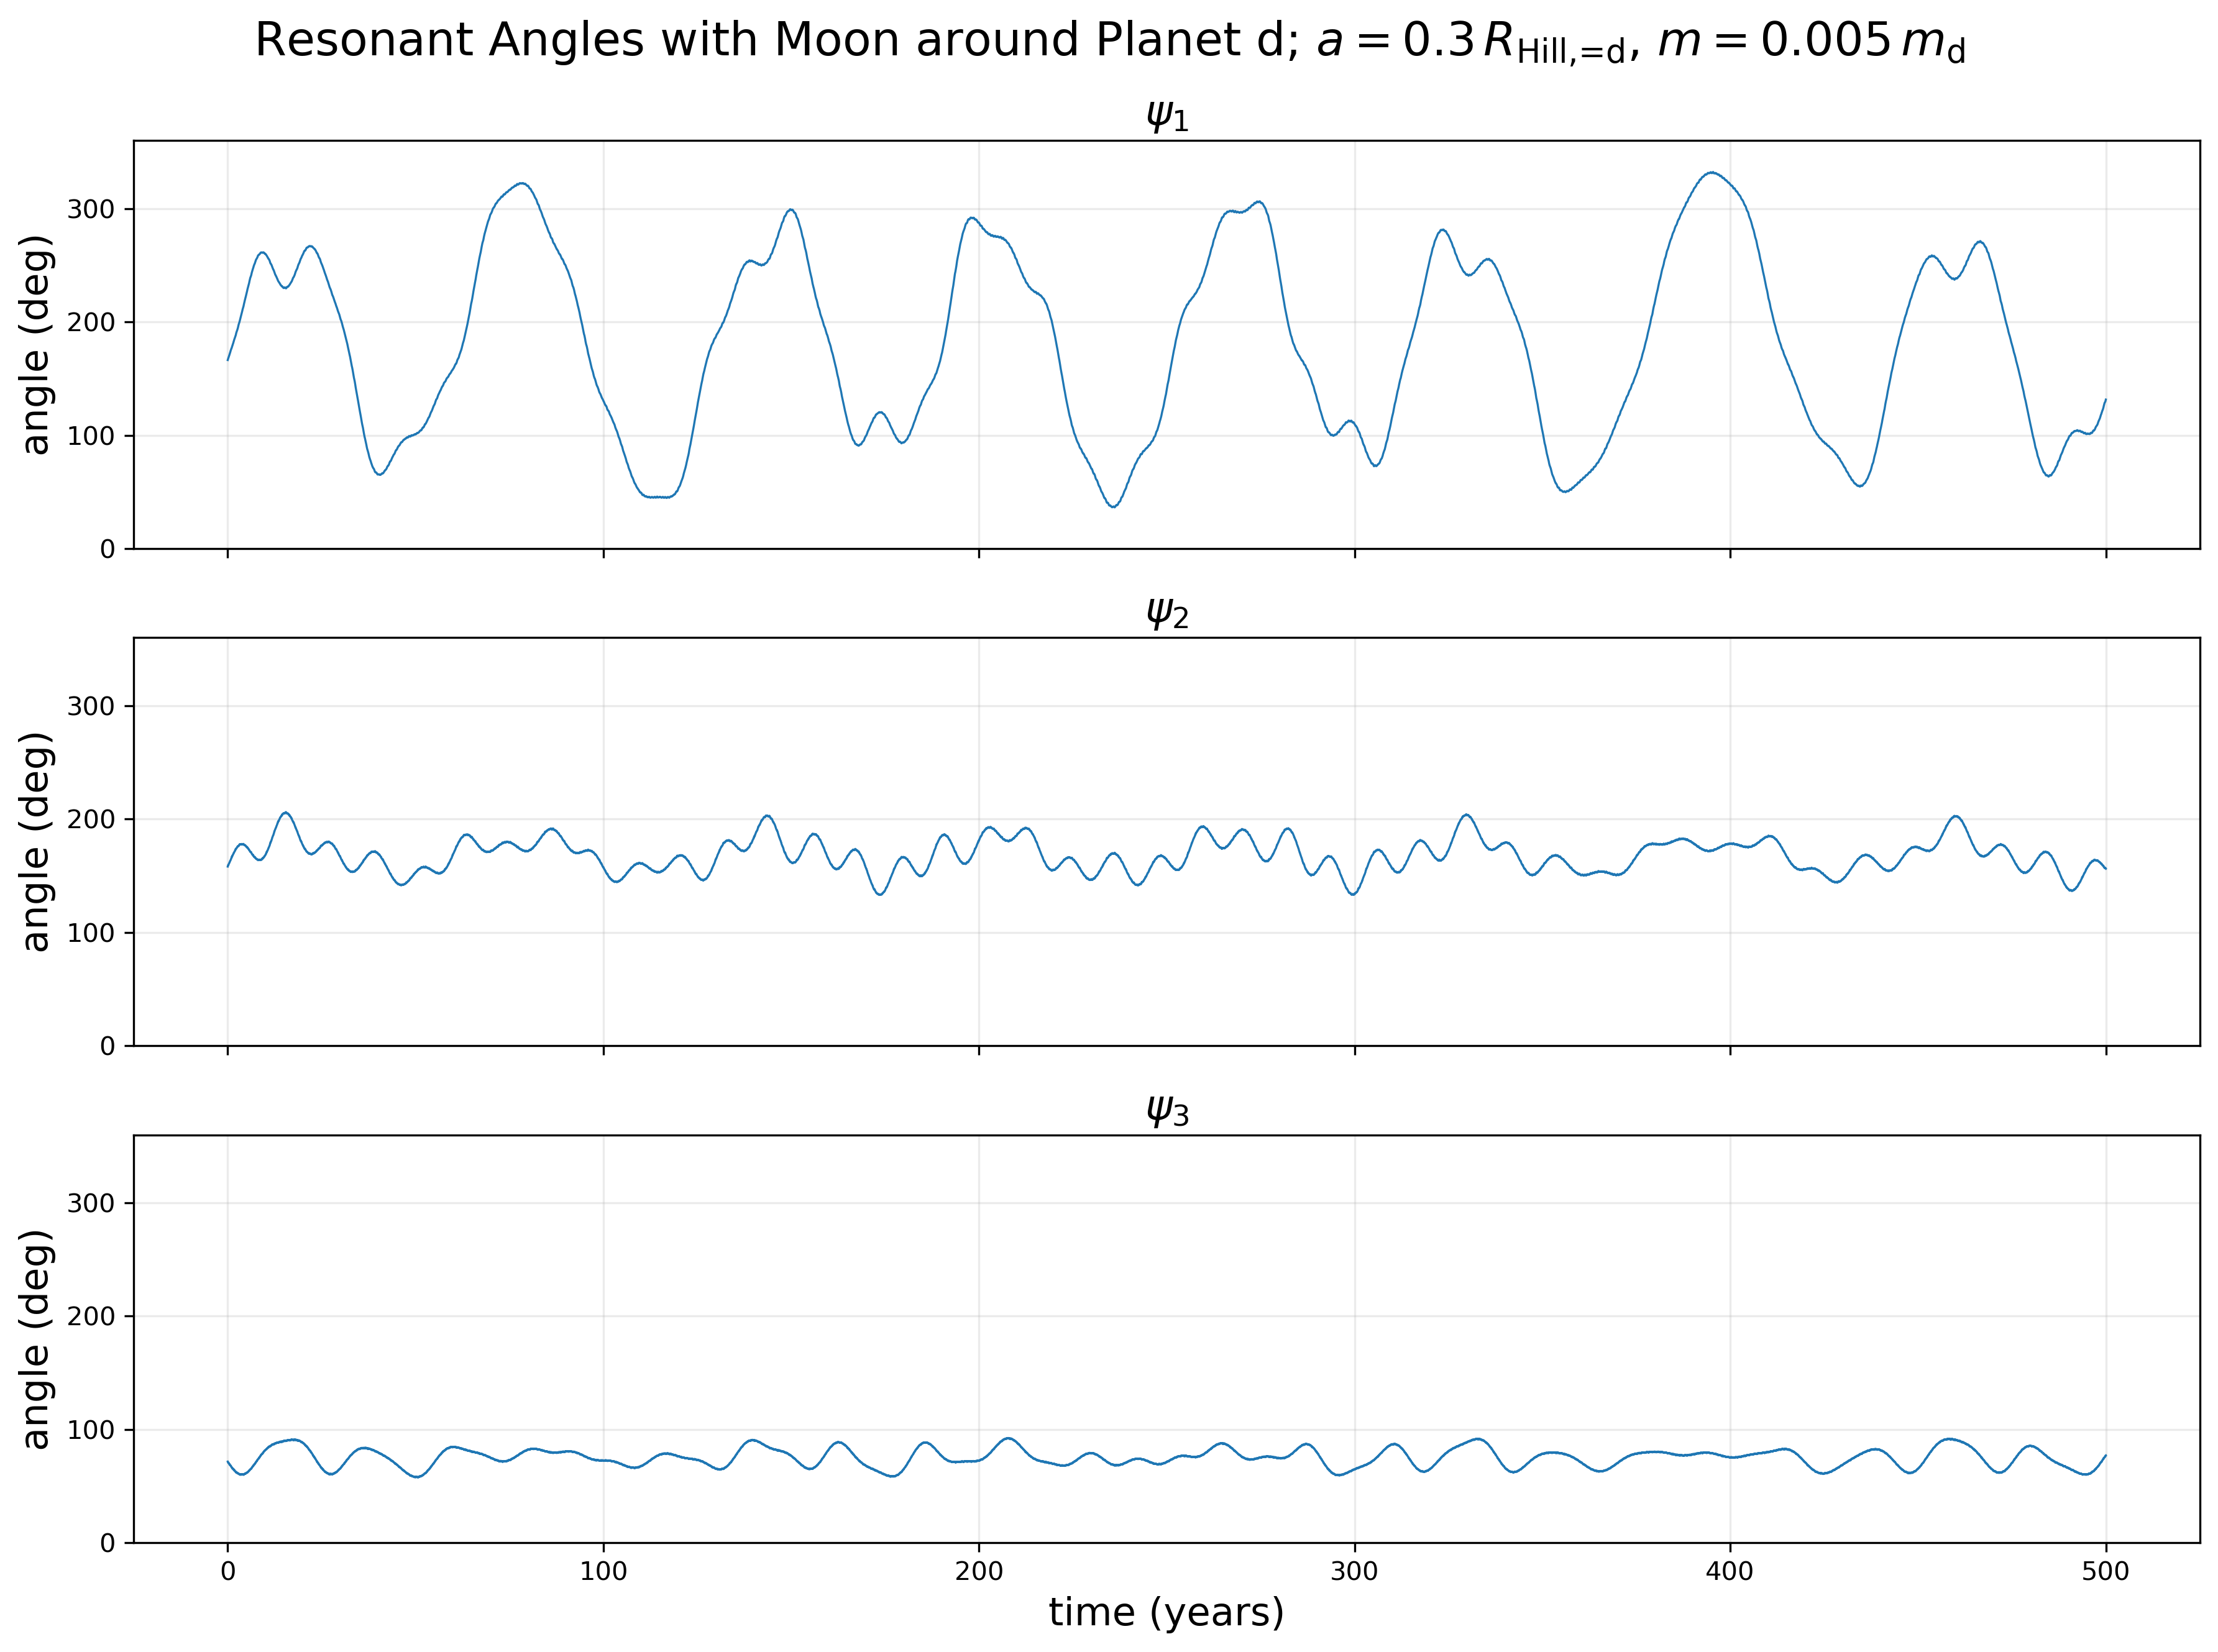 Resonant Angles with Moon around Planet d; a = 0.3 R_Hill,=d, m = 0.005 m_d
ψ₁
300
200
100
0
angle (deg)
ψ₂
300
200
100
0
angle (deg)
ψ₃
300
200
100
0
angle (deg)
0 100 200 300 400 500
time (years)